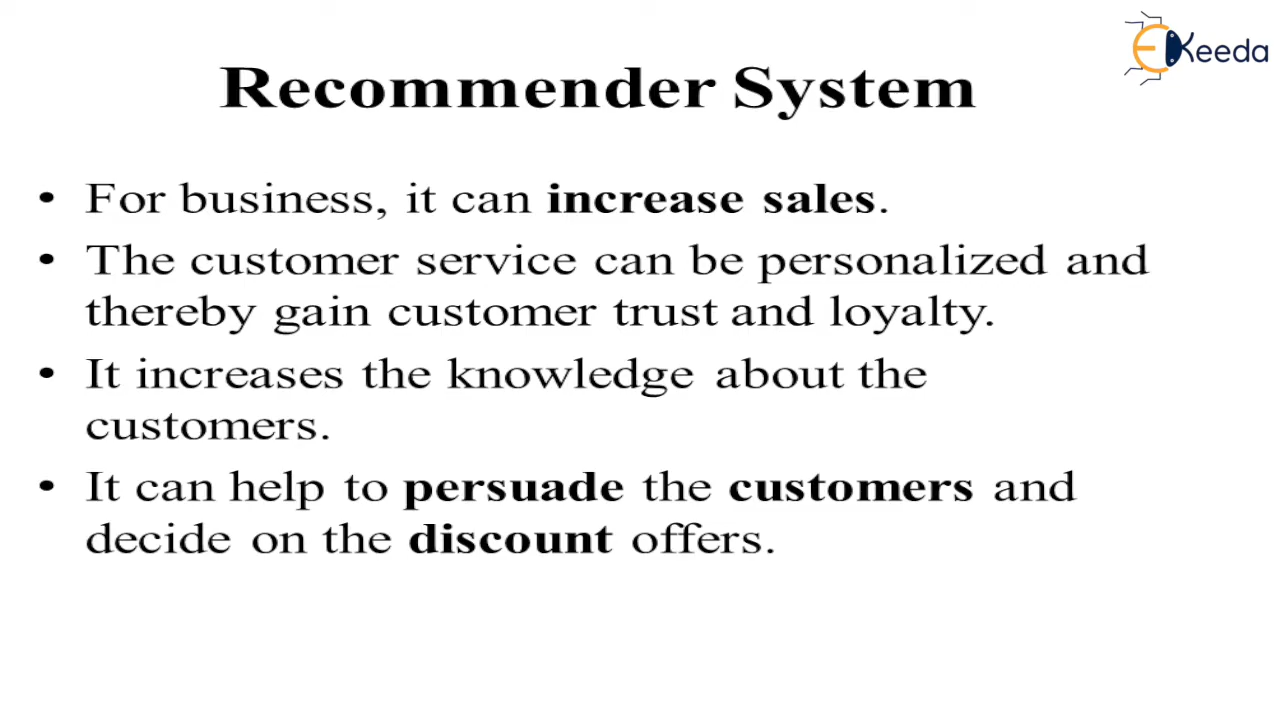 EKeeda
Recommender System
• For business, it can increase sales.
• The customer service can be personalized and
thereby gain customer trust and loyalty.
• It increases the knowledge about the
customers.
• It can help to persuade the customers and
decide on the discount offers.